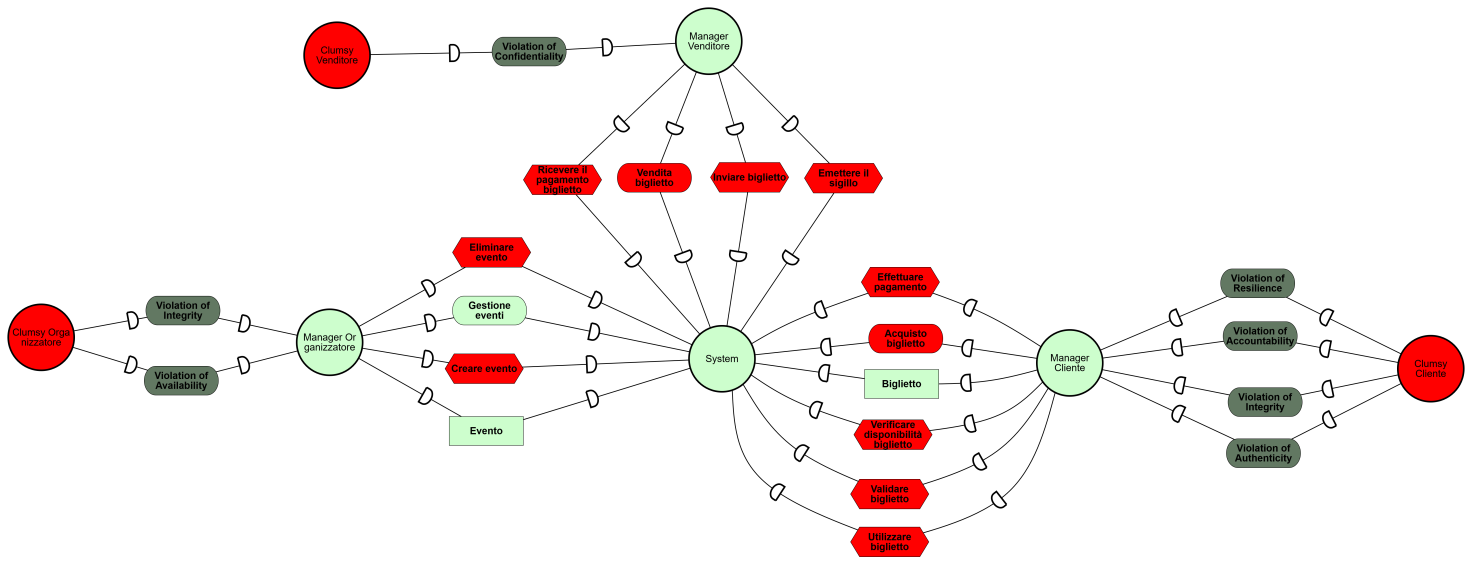 Clumsy
Venditore
Violation of
Confidentiality
Manager
Venditore
Ricevere il
pagamento
biglietto
Vendita
biglietto
Inviare biglietto
Emettere il
sigillo
Eliminare
evento
Gestione
eventi
Creare evento
Evento
Clumsy Orga
nizzatore
Violation of
Integrity
Violation of
Availability
Manager Or
ganizzatore
System
Effettuare
pagamento
Acquisto
biglietto
Biglietto
Verificare
disponibilità
biglietto
Validare
biglietto
Utilizzare
biglietto
Manager
Cliente
Violation of
Resilience
Violation of
Accountability
Violation of
Integrity
Violation of
Authenticity
Clumsy
Cliente